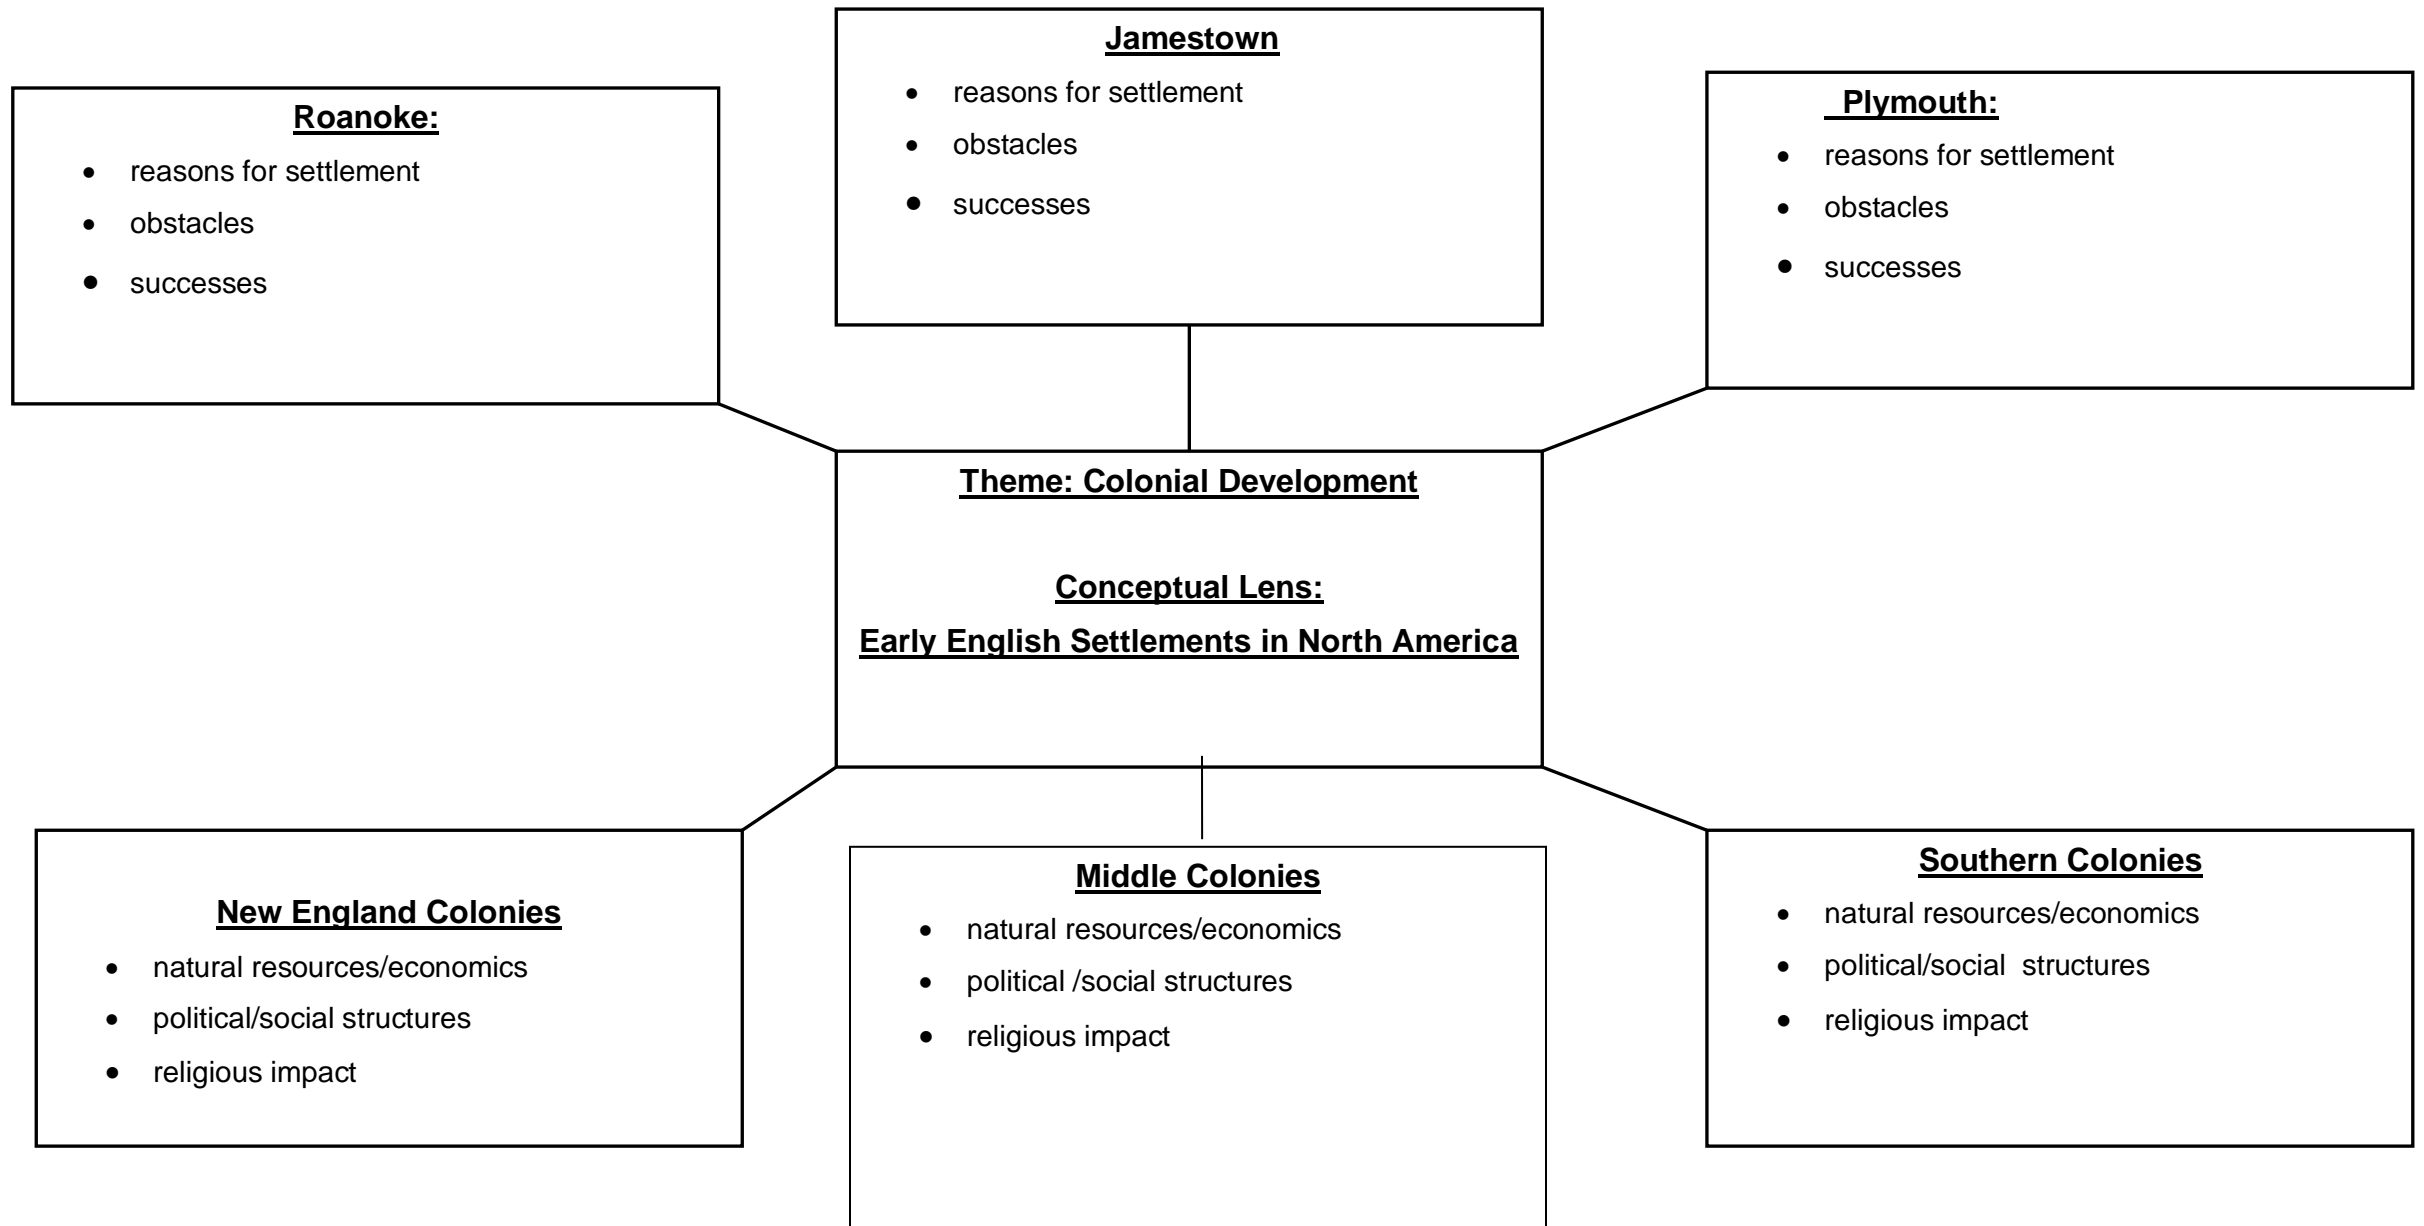 Roanoke:
• reasons for settlement
• obstacles
• successes
Jamestown
• reasons for settlement
• obstacles
• successes
Plymouth:
• reasons for settlement
• obstacles
• successes
Theme: Colonial Development
Conceptual Lens:
Early English Settlements in North America
New England Colonies
• natural resources/economics
• political/social structures
• religious impact
Middle Colonies
• natural resources/economics
• political /social structures
• religious impact
Southern Colonies
• natural resources/economics
• political/social  structures
• religious impact